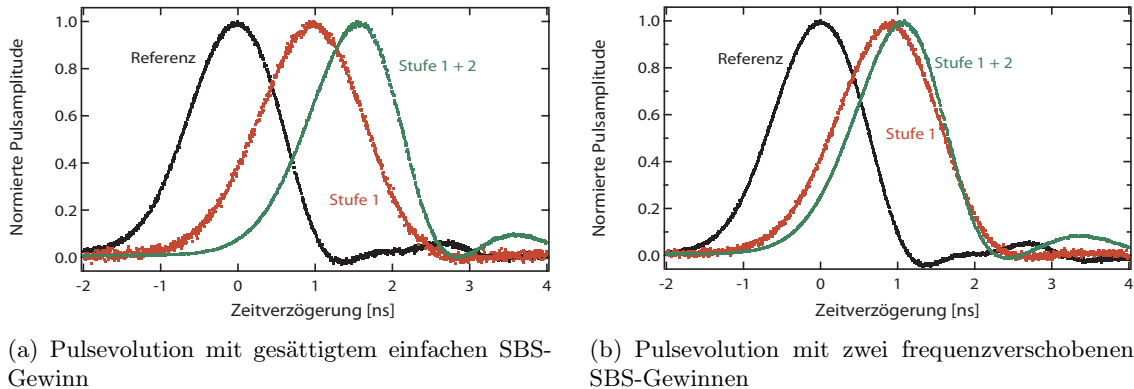 Normierte Pulsamplitude
1.0
0.8
0.6
0.4
0.2
0.0
Referenz
Stufe 1 + 2
Stufe 1
-2 -1 0 1 2 3 4
Zeitverzögerung [ns]
(a) Pulsevolution mit gesättigtem einfachen SBS-
Gewinn
Normierte Pulsamplitude
1.0
0.8
0.6
0.4
0.2
0.0
Referenz
Stufe 1 + 2
Stufe 1
-2 -1 0 1 2 3 4
Zeitverzögerung [ns]
(b) Pulsevolution mit zwei frequenzverschobenen
SBS-Gewinnen